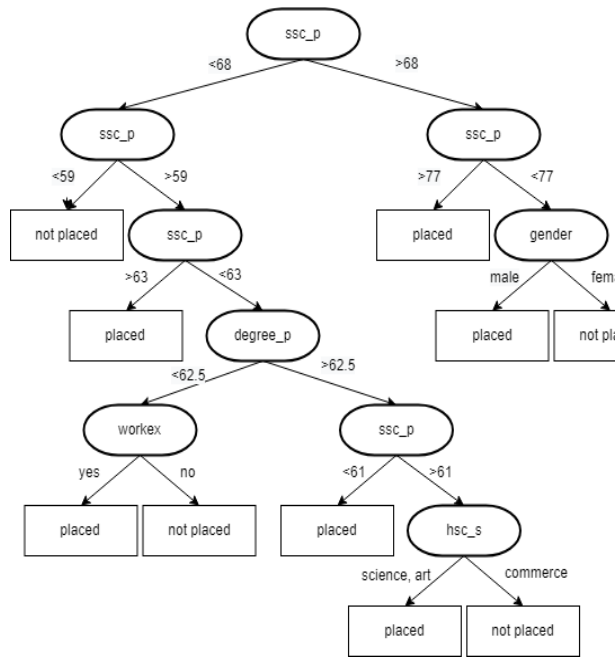 ssc_p
<68
>68
ssc_p
ssc_p
<59
>59
>77
<77
not placed
ssc_p
placed
gender
>63
<63
male
placed
degree_p
placed
not
<62.5
>62.5
workex
ssc_p
yes
no
<61
>61
placed
not placed
placed
hsc_s
science, art
commerce
placed
not placed